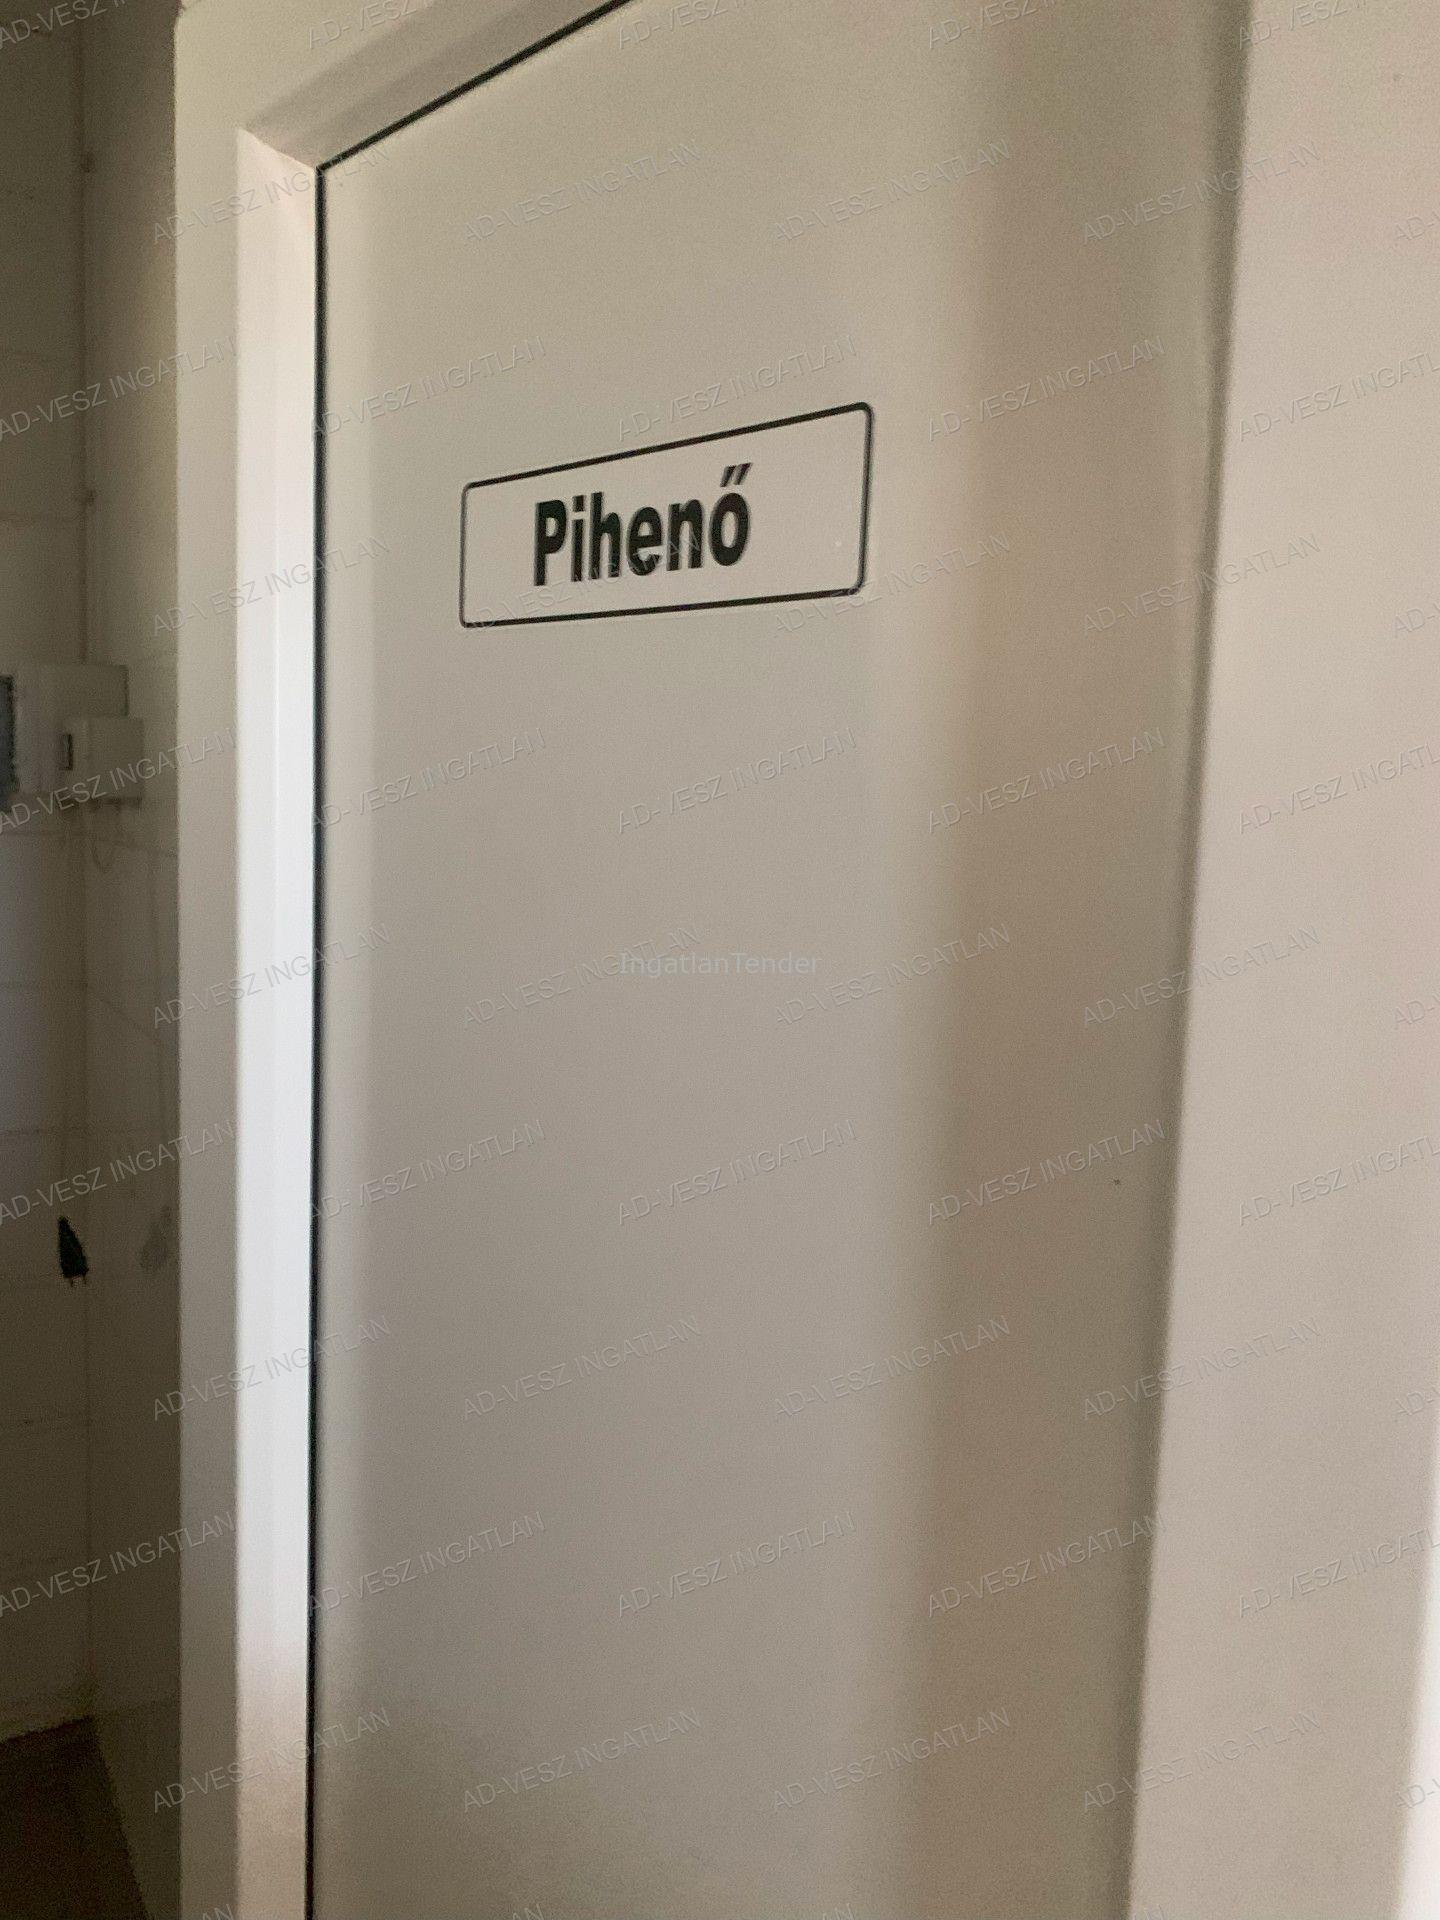 Pihenő
IngatlanTender
AD-VESZ INGATLAN